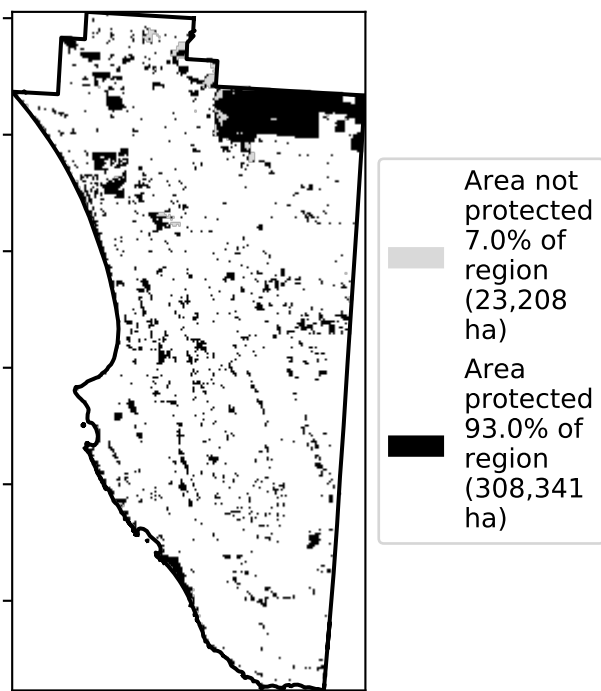 Area not
protected
7.0% of
region
(23,208
ha)
Area
protected
93.0% of
region
(308,341
ha)